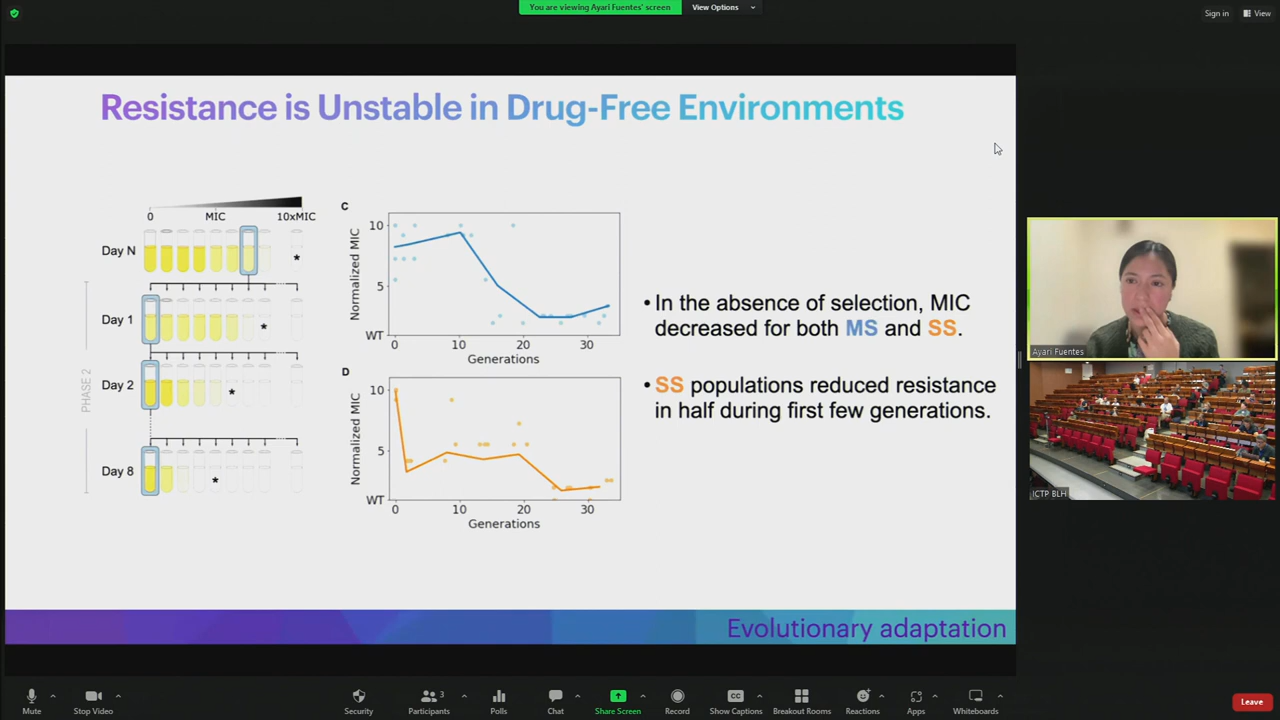 You are viewing Ayari Fuentes' screen
View Options
Sign in
View
Resistance is Unstable in Drug-Free Environments
0
MIC
10xMIC
Day N
*
Day 1
*
Day 2
*
PHASE 2
Day 8
*
C
Normalized MIC
10
5
WT
0
10
20
30
Generations
D
Normalized MIC
10
5
WT
0
10
20
30
Generations
•In the absence of selection, MIC
decreased for both MS and SS.
•SS populations reduced resistance
in half during first few generations.
Evolutionary adaptation
Ayari Fuentes
ICTP BLH
Mute
Stop Video
Security
Participants
3
Polls
Chat
Share Screen
Record
CC
Show Captions
Breakout Rooms
Reactions
Apps
Whiteboards
Leave